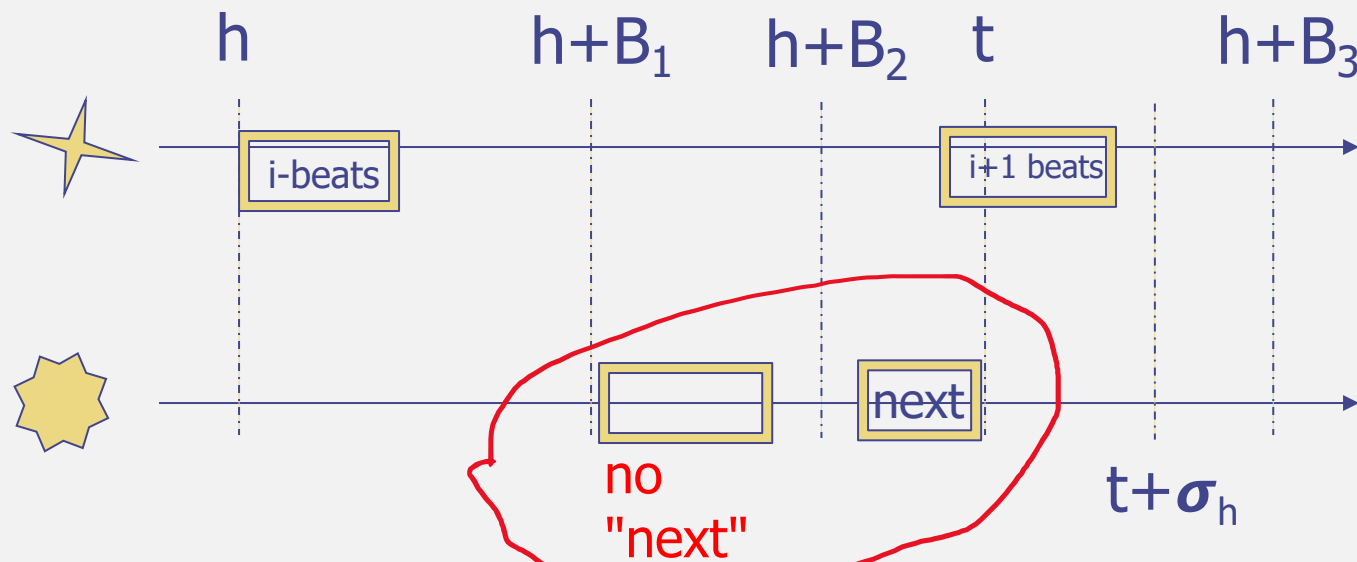 h h+B₁ h+B₂ t h+B₃
i-beats i+1 beats
next
no
"next"
t+σₕ